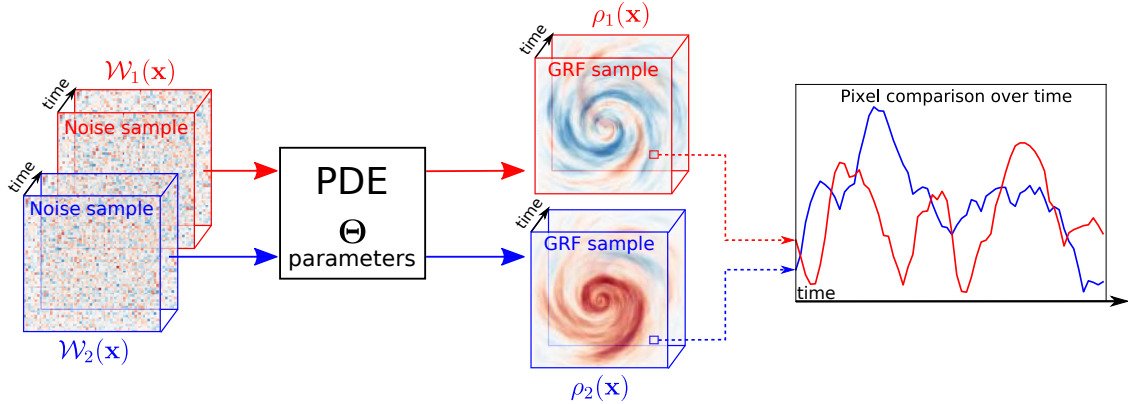 𝒲₁(𝐱)
time
Noise sample
time
Noise sample
𝒲₂(𝐱)
PDE
Θ
parameters
ρ₁(𝐱)
time
GRF sample
time
GRF sample
ρ₂(𝐱)
Pixel comparison over time
time